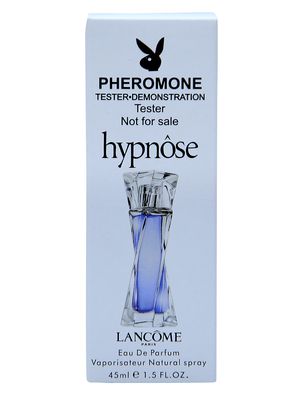 PHEROMONE
TESTER•DEMONSTRATION
Tester
Not for sale
hypnôse
LANCÔME
PARIS
Eau De Parfum
Vaporisateur Natural spray
45ml e 1.5 FL.OZ.